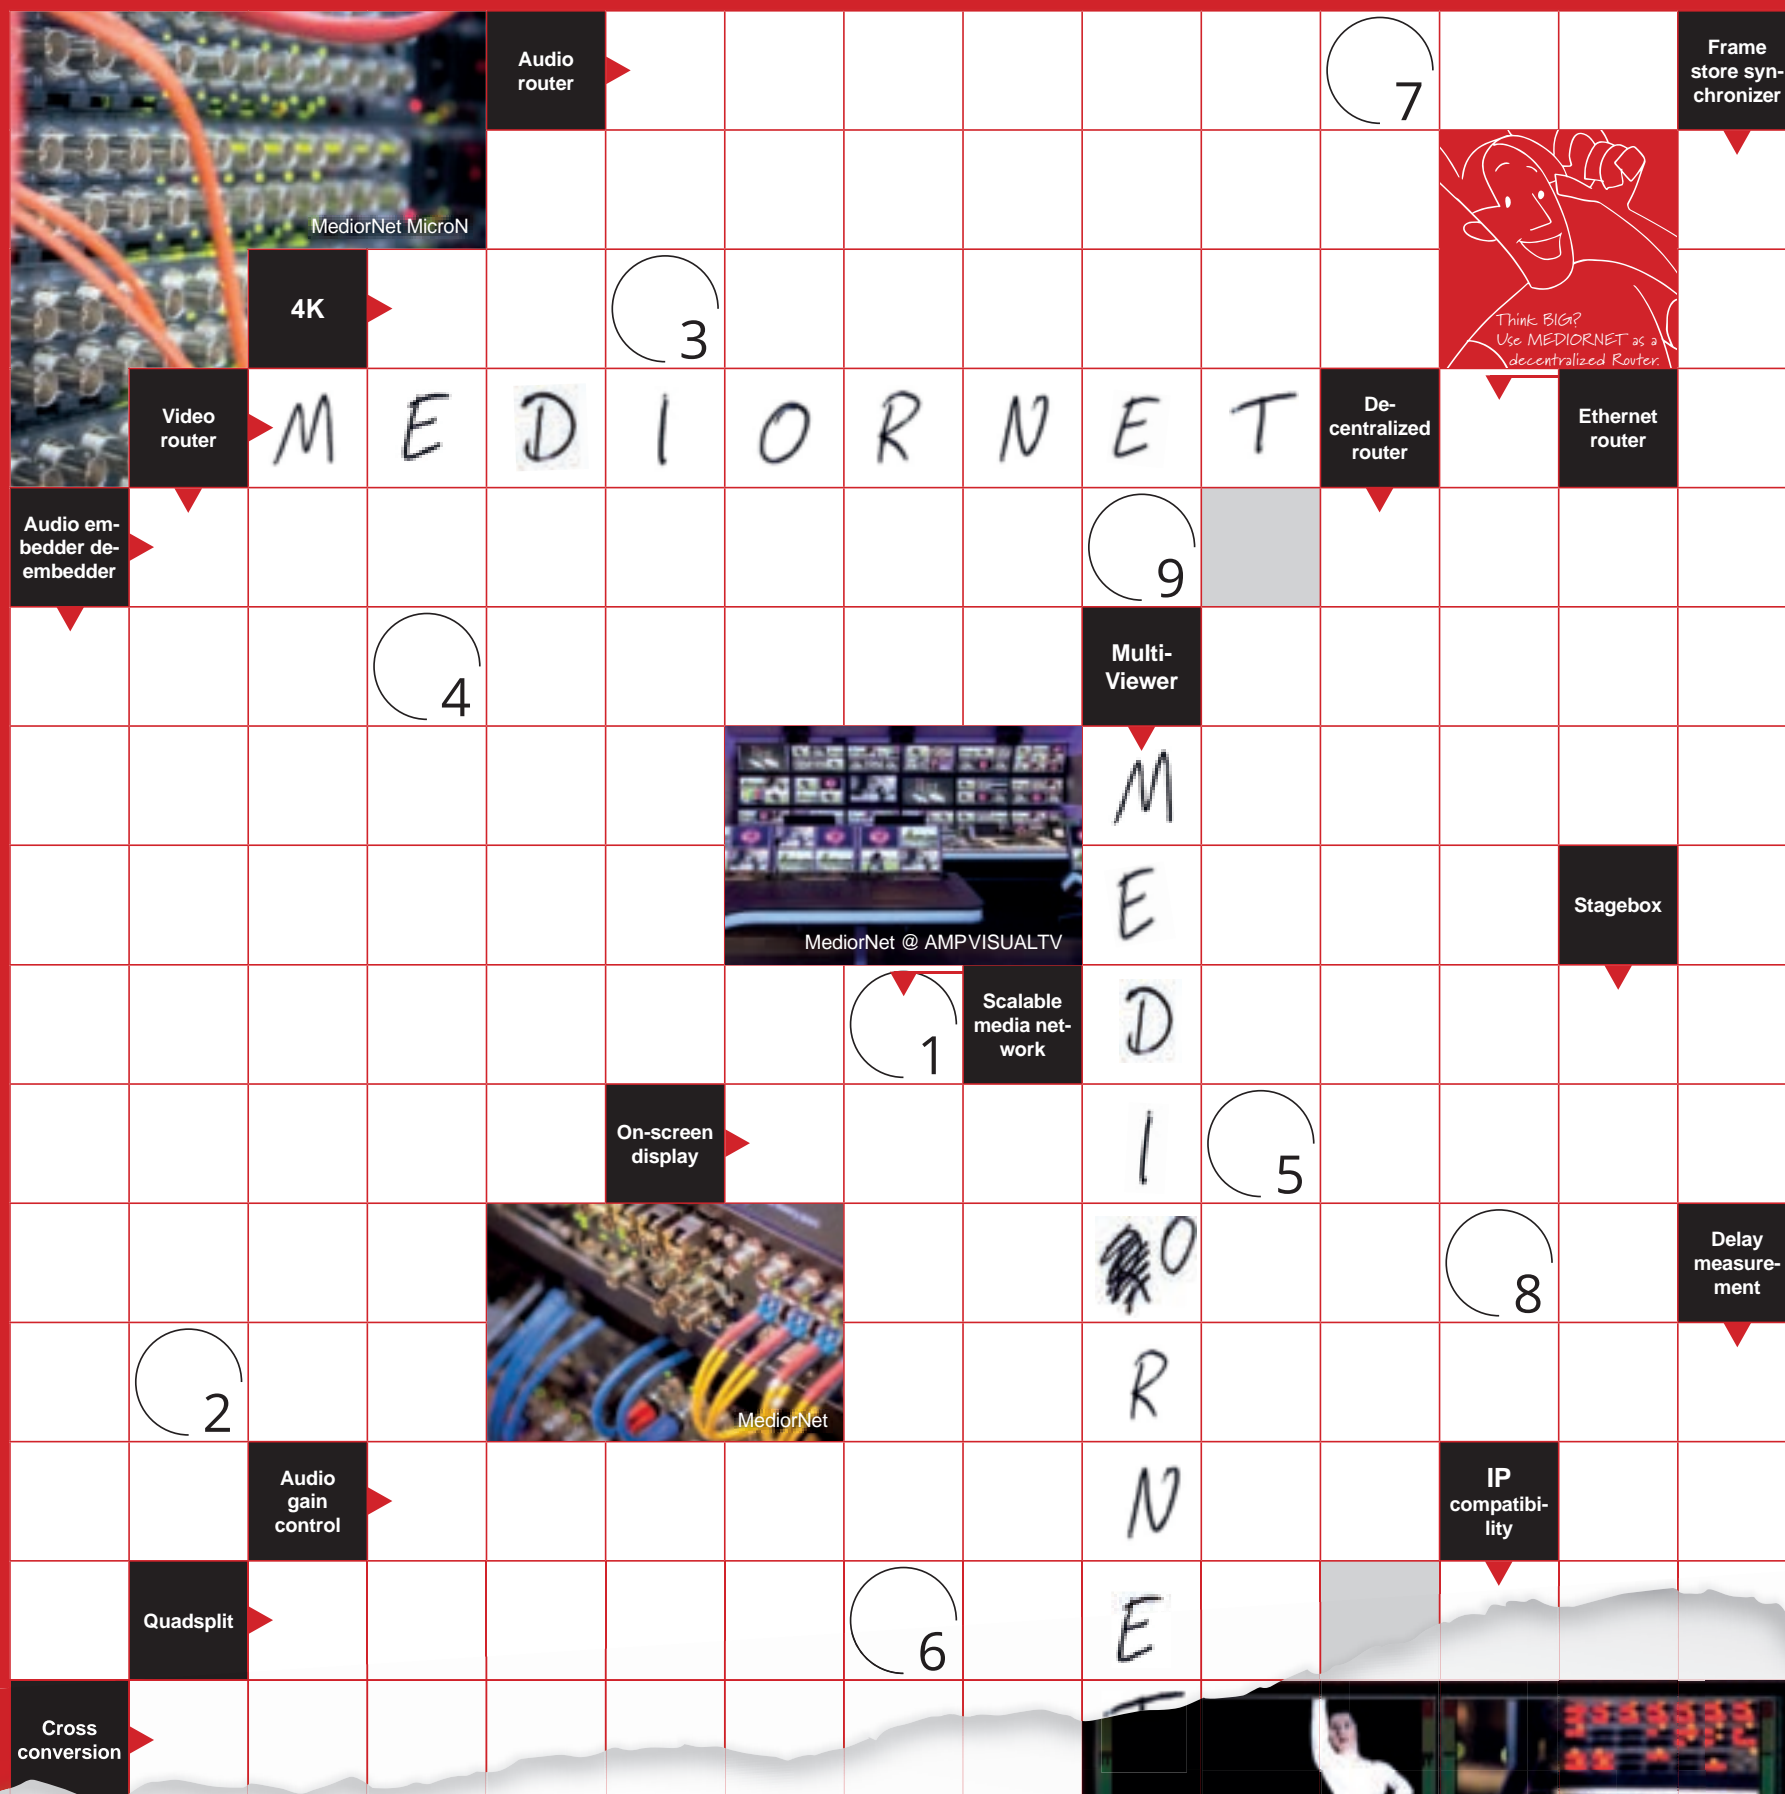 Audio
router
7
Frame
store syn-
chronizer
MediorNet MicroN
4K
3
Think BIG?
Use MEDIORNET as a
decentralized Router.
Video
router
M E D I O R N E T
De-
centralized
router
Ethernet
router
Audio em-
bedder de-
embedder
9
4
Multi-
Viewer
M
E
Stagebox
MediorNet @ AMPVISUALTV
1
Scalable
media net-
work
D
On-screen
display
I
5
O
8
Delay
measure-
ment
2
MediorNet
R
Audio
gain
control
N
IP
compatibi-
lity
Quadsplit
6
E
Cross
conversion
T